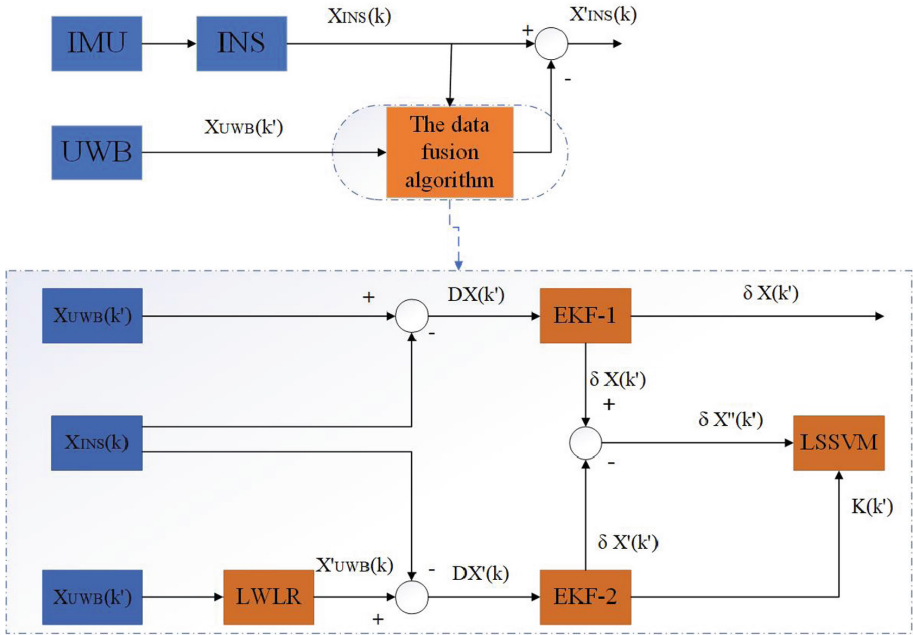 XINS(k)
X'INS(k)
IMU
INS
+
-
XUWB(k')
UWB
The data
fusion
algorithm
XUWB(k')
+
-
DX(k')
EKF-1
δ X(k')
δ X(k')
+
XINS(k)
-
δ X''(k')
LSSVM
K(k')
δ X'(k')
XUWB(k')
LWLR
X'UWB(k)
-
+
DX'(k)
EKF-2